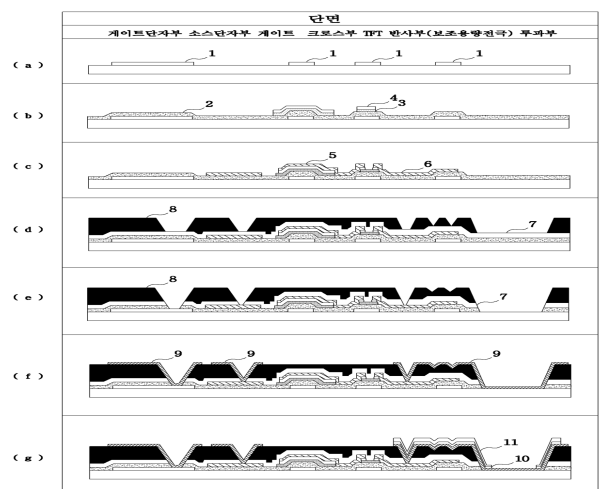 단면
게이트단자부 소스단자부 게이트 크로스부 TFT 반사부(보조용량전극) 투과부
(a) 1 1 1 1
(b) 2 4 3
(c) 5 6
(d) 8 7
(e) 8 7
(f) 9 9 9
(g) 11 10